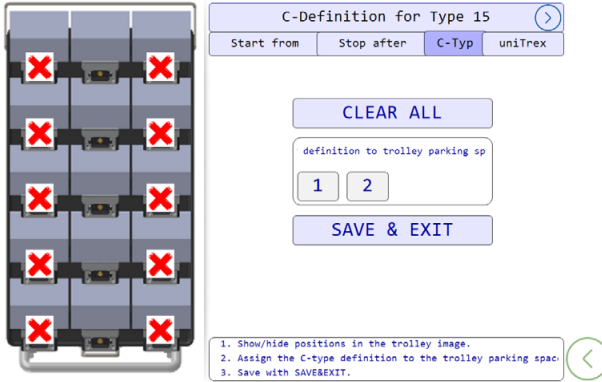 C-Definition for Type 15
Start from
Stop after
C-Typ
uniTrex
CLEAR ALL
definition to trolley parking sp
1
2
SAVE & EXIT
1. Show/hide positions in the trolley image.
2. Assign the C-type definition to the trolley parking space
3. Save with SAVE&EXIT.